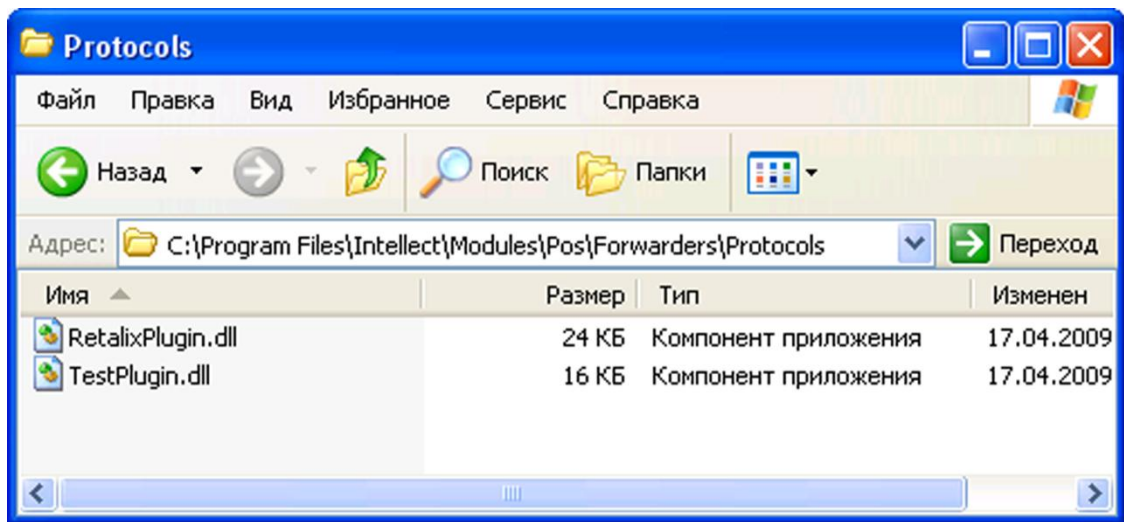 Protocols
Файл Правка Вид Избранное Сервис Справка
Назад Поиск Папки
Адрес: C:\Program Files\Intellect\Modules\Pos\Forwarders\Protocols Переход
Имя Размер Тип Изменен
RetalixPlugin.dll 24 КБ Компонент приложения 17.04.2009
TestPlugin.dll 16 КБ Компонент приложения 17.04.2009